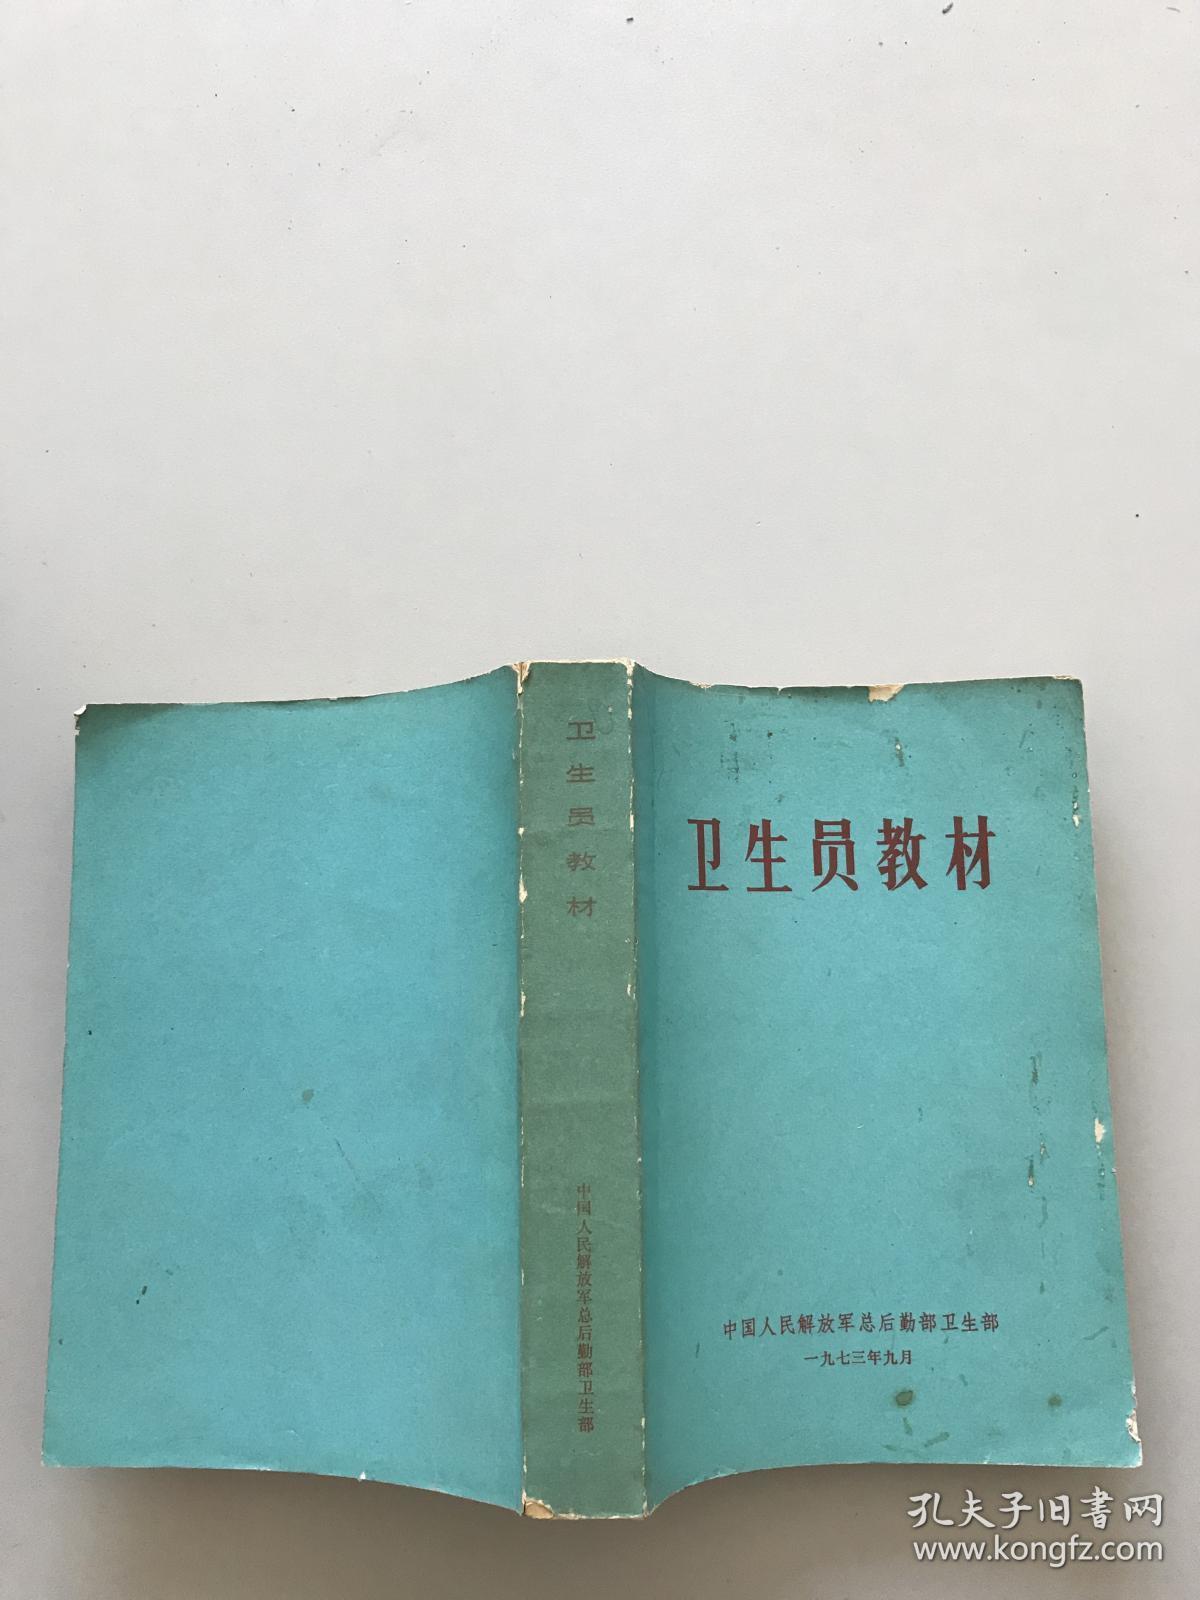 卫生员教材
中国人民解放军总后勤部卫生部
卫生员教材
中国人民解放军总后勤部卫生部
一九七三年九月
孔夫子旧书网
www.kongfz.com